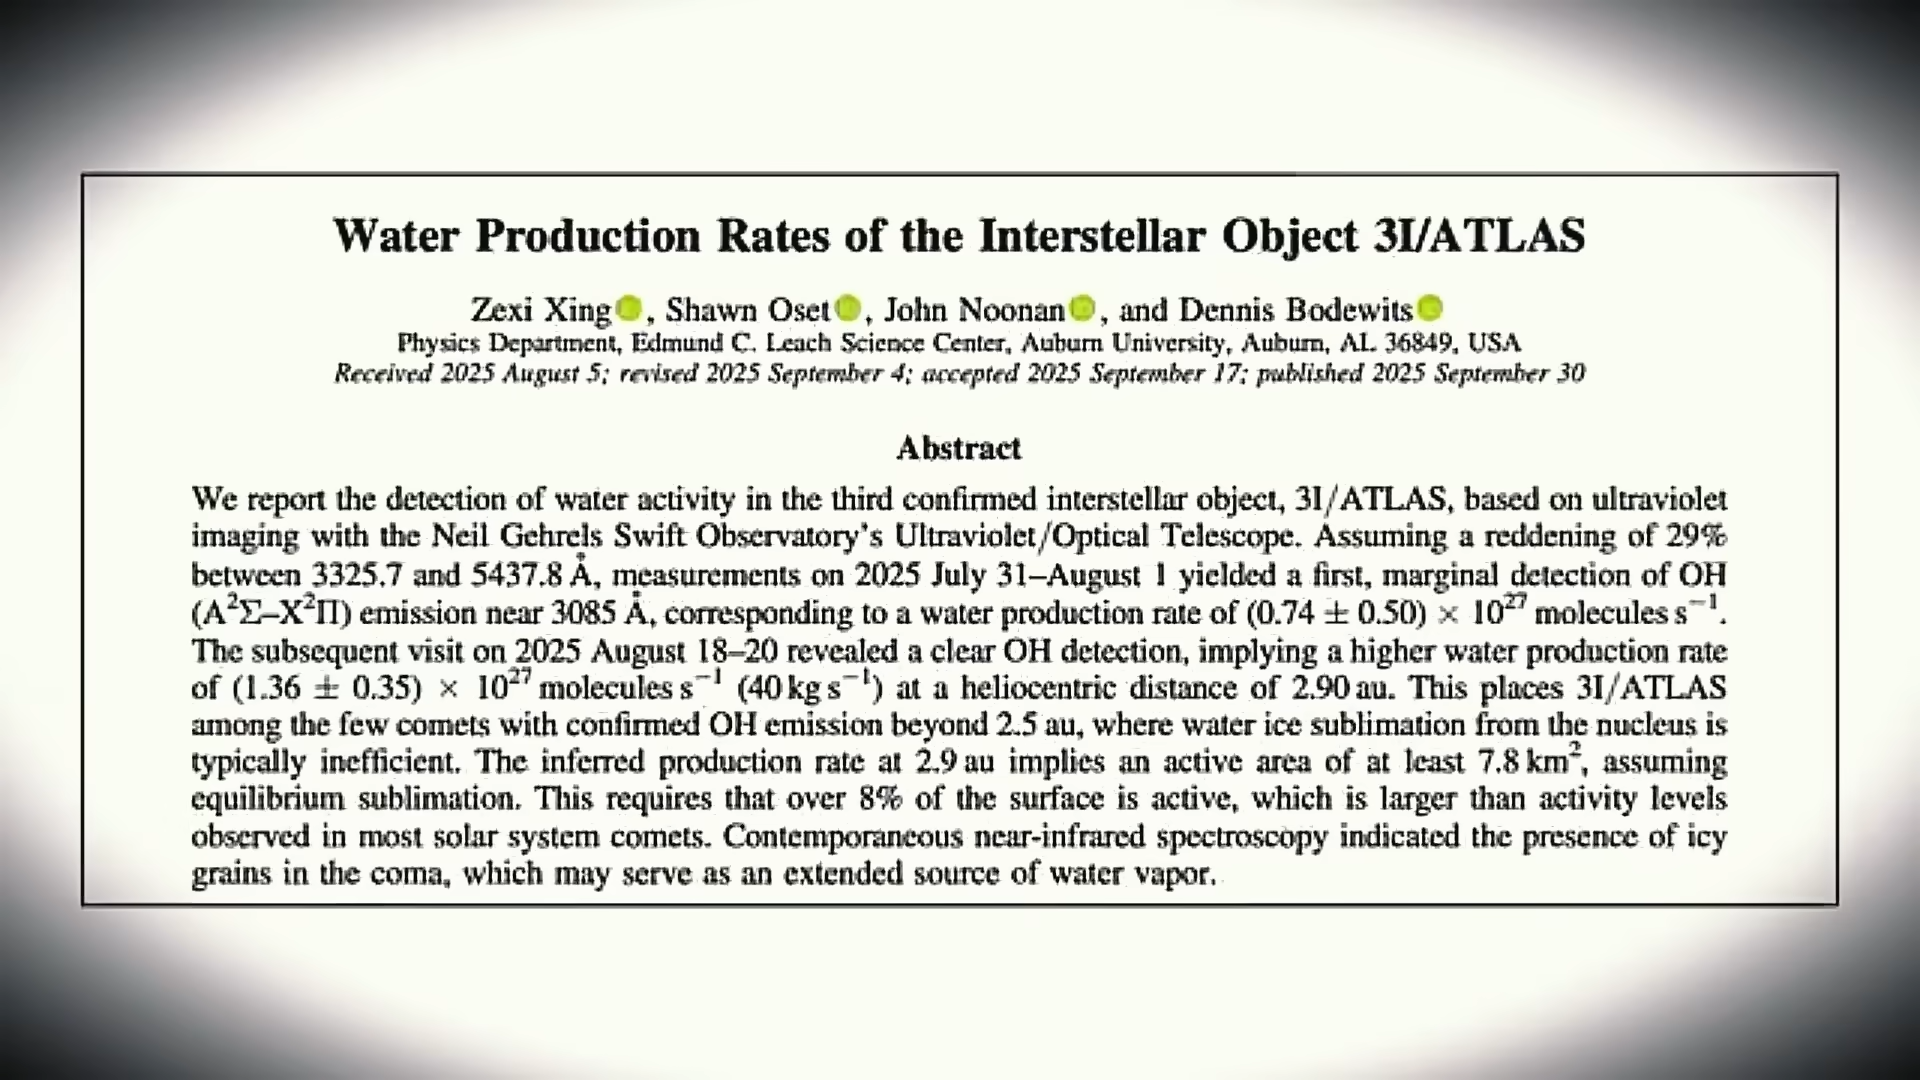 Water Production Rates of the Interstellar Object 3I/ATLAS
Zexi Xing, Shawn Oset, John Noonan, and Dennis Bodewits
Physics Department, Edmund C. Leach Science Center, Auburn University, Auburn, AL 36849, USA
Received 2025 August 5; revised 2025 September 4; accepted 2025 September 17; published 2025 September 30
Abstract
We report the detection of water activity in the third confirmed interstellar object, 3I/ATLAS, based on ultraviolet
imaging with the Neil Gehrels Swift Observatory's Ultraviolet/Optical Telescope. Assuming a reddening of 29%
between 3325.7 and 5437.8 Å, measurements on 2025 July 31–August 1 yielded a first, marginal detection of OH
(A²Σ–X²Π) emission near 3085 Å, corresponding to a water production rate of (0.74 ± 0.50) × 10²⁷ molecules s⁻¹.
The subsequent visit on 2025 August 18–20 revealed a clear OH detection, implying a higher water production rate
of (1.36 ± 0.35) × 10²⁷ molecules s⁻¹ (40 kg s⁻¹) at a heliocentric distance of 2.90 au. This places 3I/ATLAS
among the few comets with confirmed OH emission beyond 2.5 au, where water ice sublimation from the nucleus is
typically inefficient. The inferred production rate at 2.9 au implies an active area of at least 7.8 km², assuming
equilibrium sublimation. This requires that over 8% of the surface is active, which is larger than activity levels
observed in most solar system comets. Contemporaneous near-infrared spectroscopy indicated the presence of icy
grains in the coma, which may serve as an extended source of water vapor.